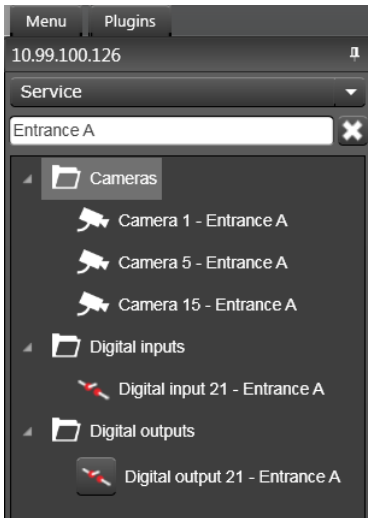 Menu Plugins
10.99.100.126
Service
Entrance A
Cameras
Camera 1 - Entrance A
Camera 5 - Entrance A
Camera 15 - Entrance A
Digital inputs
Digital input 21 - Entrance A
Digital outputs
Digital output 21 - Entrance A